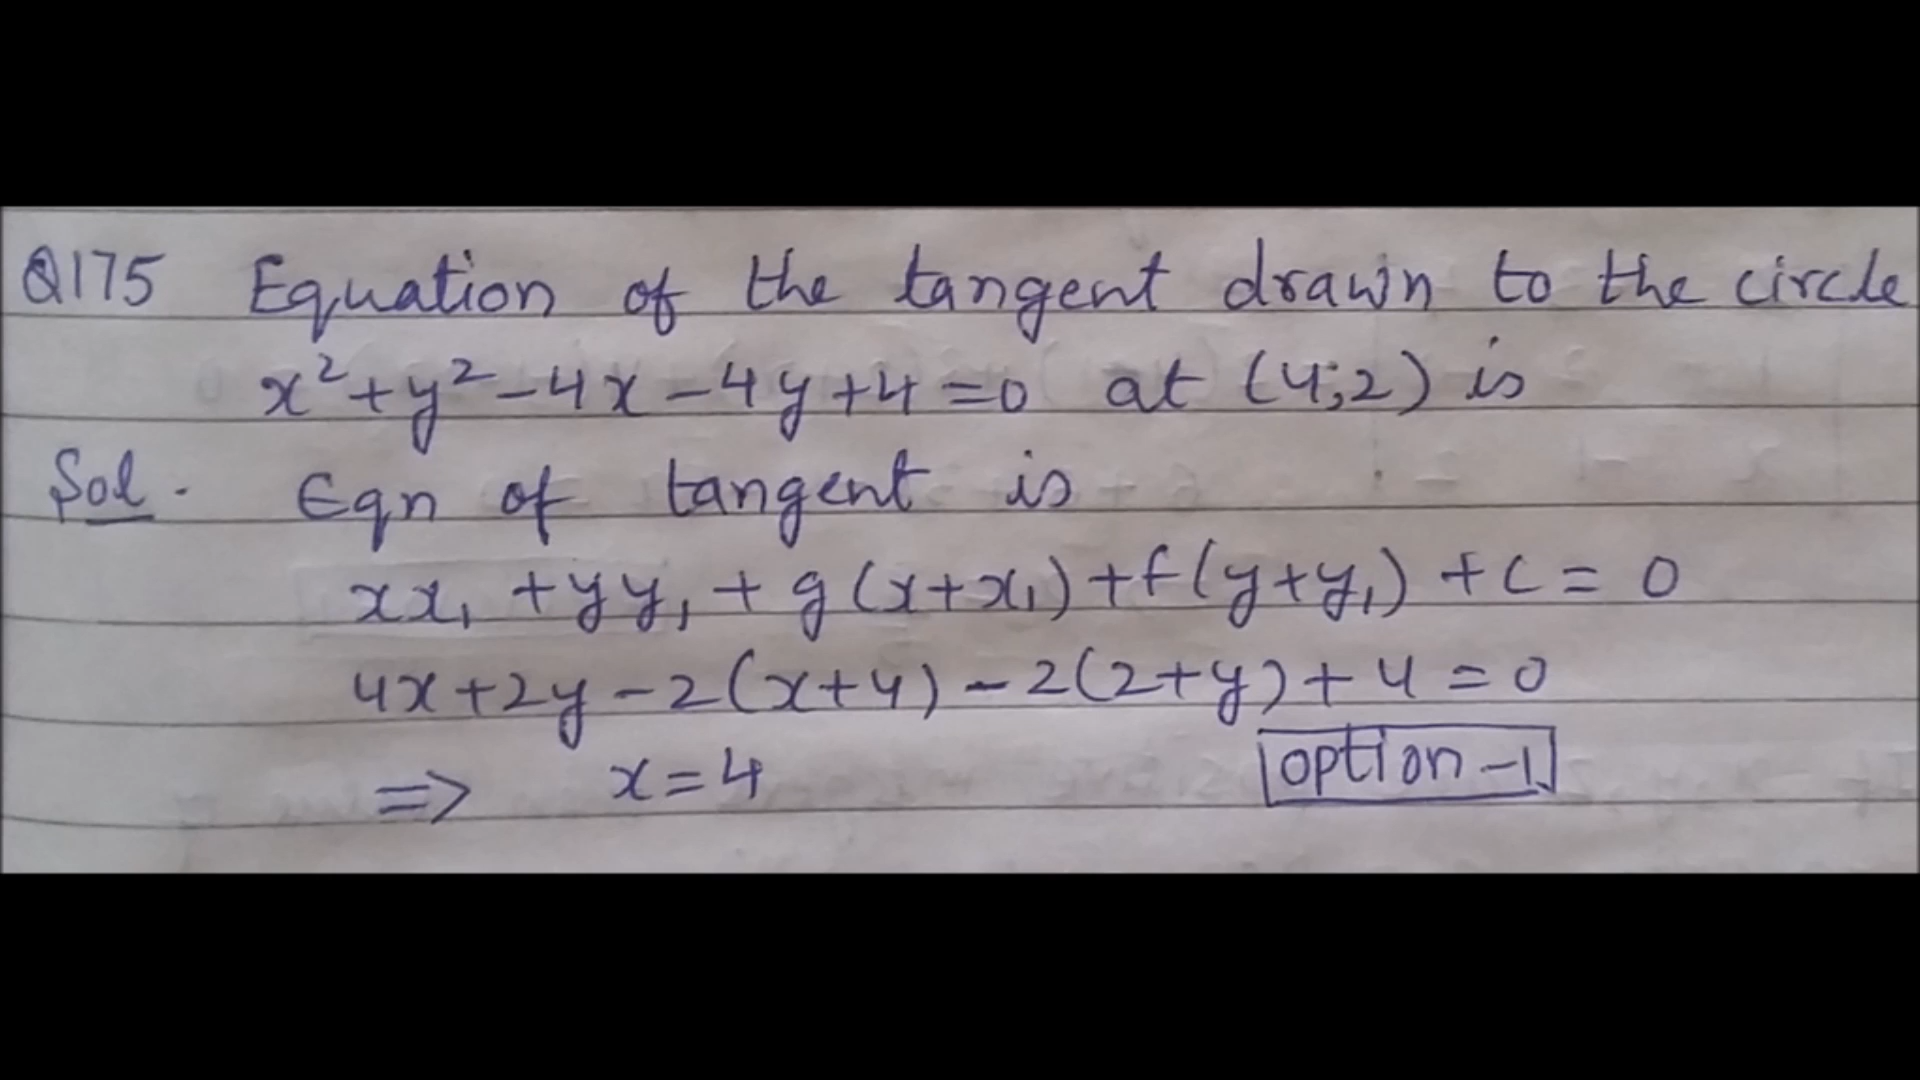 Q175 Equation of the tangent drawin to the circle
x²+y²-4x-4y+4=0 at (4,2) is
Sol. Eqn of tangent is
xx₁ + yy₁ + g(x+x₁) + f(y+y₁) + c = 0
4x+2y-2(x+4)-2(2+y)+4=0
⇒ x=4 option-1